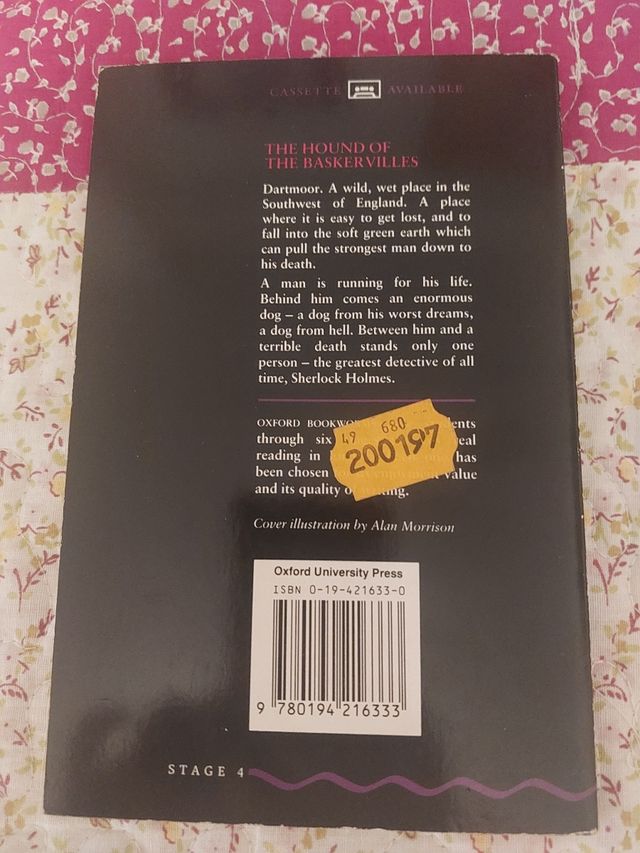 CASSETTE AVAILABLE
THE HOUND OF
THE BASKERVILLES
Dartmoor. A wild, wet place in the
Southwest of England. A place
where it is easy to get lost, and to
fall into the soft green earth which
can pull the strongest man down to
his death.
A man is running for his life.
Behind him comes an enormous
dog – a dog from his worst dreams,
a dog from hell. Between him and a
terrible death stands only one
person – the greatest detective of all
time, Sherlock Holmes.
OXFORD
through six
reading in has
been chosen value
and its quality
49 680
200197
Cover illustration by Alan Morrison
Oxford University Press
ISBN 0-19-421633-0
9 780194 216333
STAGE 4